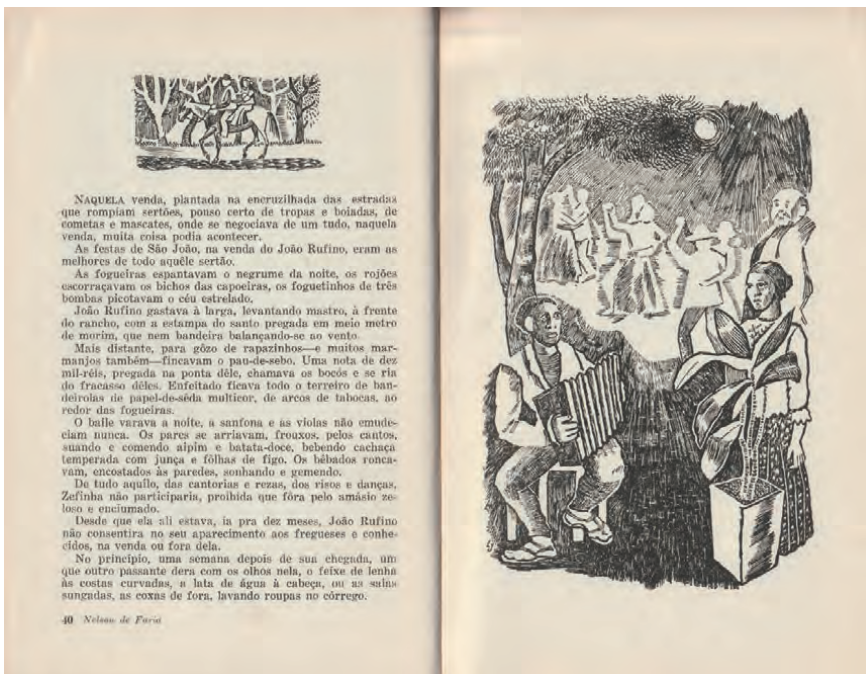 NAQUELA venda, plantada na encruzilhada das estradas
que rompiam sertões, pouso certo de tropas e boiadas, de
cometas e mascates, onde se negociava de um tudo, naquela
venda, muita coisa podia acontecer.
As festas de São João, na venda do João Rufino, eram as
melhores de todo aquêle sertão.
As fogueiras espantavam o negrume da noite, os rojões
escorraçavam os bichos das capoeiras, os foguetinhos de três
bombas picotavam o céu estrelado.
João Rufino gastava à larga, levantando mastro, à frente
do rancho, com a estampa do santo pregada em meio metro
de morim, que nem bandeira balançando-se ao vento.
Mais distante, para gôzo de rapazinhos—e muitos mar-
manjos também—fincavam o pau-de-sebo. Uma nota de dez
mil-réis, pregada na ponta dêle, chamava os bocós e se ria
do fracasso dêles. Enfeitado ficava todo o terreiro de ban-
deirolas de papel-de-sêda multicor, de arcos de tabocas, ao
redor das fogueiras.
O baile varava a noite, a sanfona e as violas não emude-
ciam nunca. Os pares se arriavam, frouxos, pelos cantos,
suando e comendo aipim e batata-doce, bebendo cachaça
temperada com junça e fôlhas de figo. Os bêbados ronca-
vam, encostados às paredes, sonhando e gemendo.
De tudo aquilo, das cantorias e rezas, dos risos e danças,
Zefinha não participaria, proibida que fôra pelo amásio ze-
loso e enciumado.
Desde que ela ali estava, ia pra dez meses, João Rufino
não consentira no seu aparecimento aos fregueses e conhe-
cidos, na venda ou fora dela.
No princípio, uma semana depois de sua chegada, um
que outro passante dera com os olhos nela, o feixe de lenha
às costas curvadas, a lata de água à cabeça, ou as saias
sungadas, as coxas de fora, lavando roupas no córrego.
40 Nelson de Faria